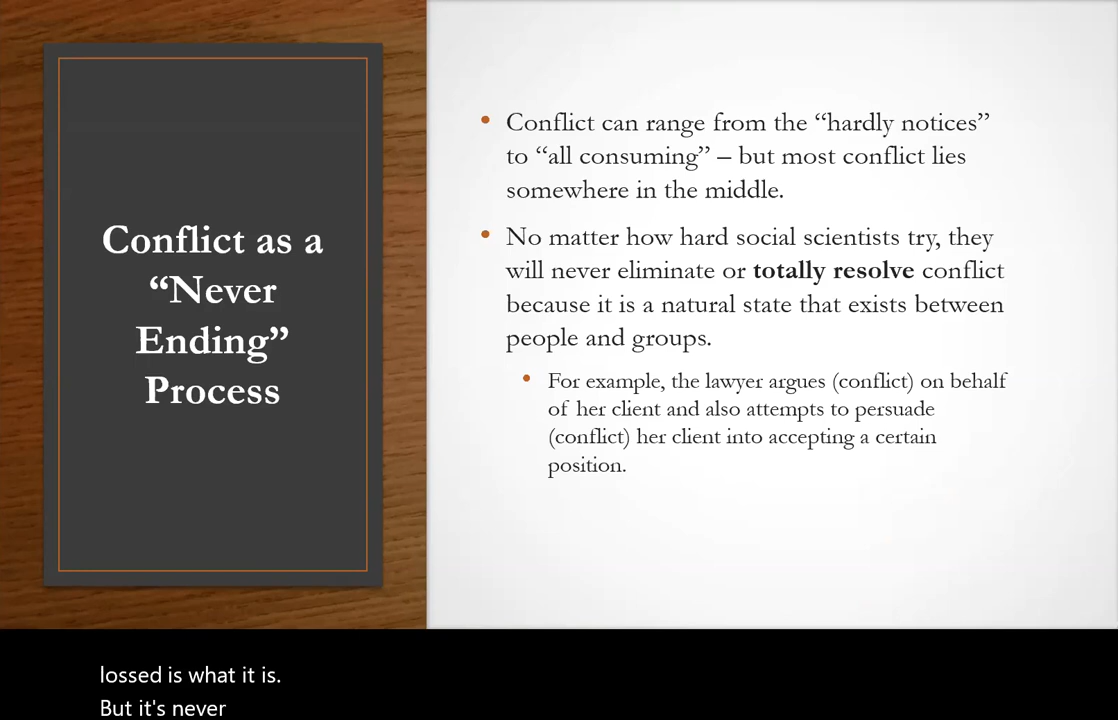 Conflict as a
“Never
Ending”
Process
• Conflict can range from the “hardly notices”
to “all consuming” – but most conflict lies
somewhere in the middle.
• No matter how hard social scientists try, they
will never eliminate or totally resolve conflict
because it is a natural state that exists between
people and groups.
• For example, the lawyer argues (conflict) on behalf
of her client and also attempts to persuade
(conflict) her client into accepting a certain
position.
lossed is what it is.
But it's never